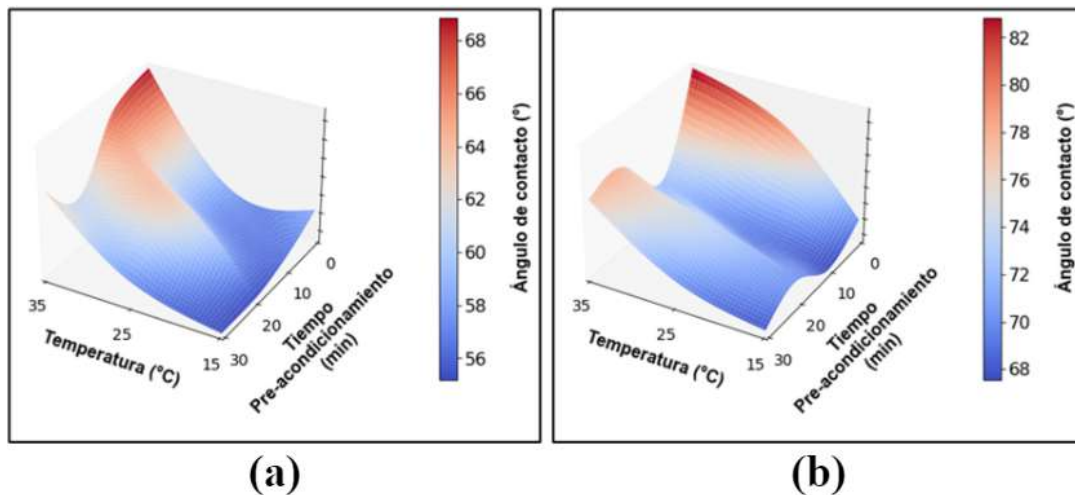 68
66
64
62
60
58
56
Ángulo de contacto (°)
35
25
15
Temperatura (°C)
0
10
20
30
Tiempo
Pre-acondicionamiento
(min)
(a)
82
80
78
76
74
72
70
68
Ángulo de contacto (°)
35
25
15
Temperatura (°C)
0
10
20
30
Tiempo
Pre-acondicionamiento
(min)
(b)